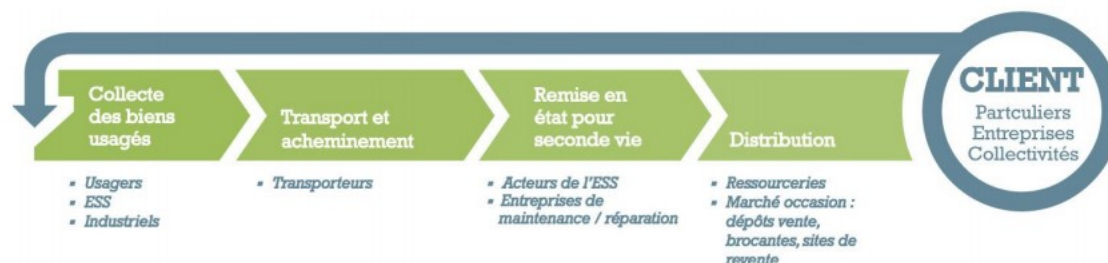 Collecte
des biens
usagés
Transport et
acheminement
Remise en
état pour
seconde vie
Distribution
CLIENT
Partculiers
Entreprises
Collectivités
▪ Usagers
▪ ESS
▪ Industriels
▪ Transporteurs
▪ Acteurs de l'ESS
▪ Entreprises de
maintenance / réparation
▪ Ressourceries
▪ Marché occasion :
dépôts vente,
brocantes, sites de
revente